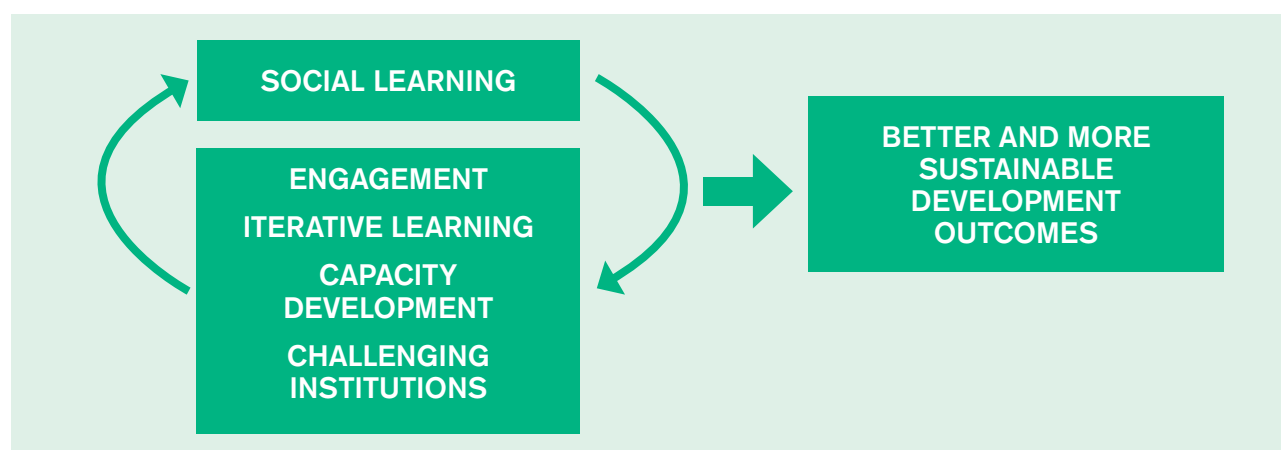 SOCIAL LEARNING
ENGAGEMENT
ITERATIVE LEARNING
CAPACITY
DEVELOPMENT
CHALLENGING
INSTITUTIONS
BETTER AND MORE
SUSTAINABLE
DEVELOPMENT
OUTCOMES